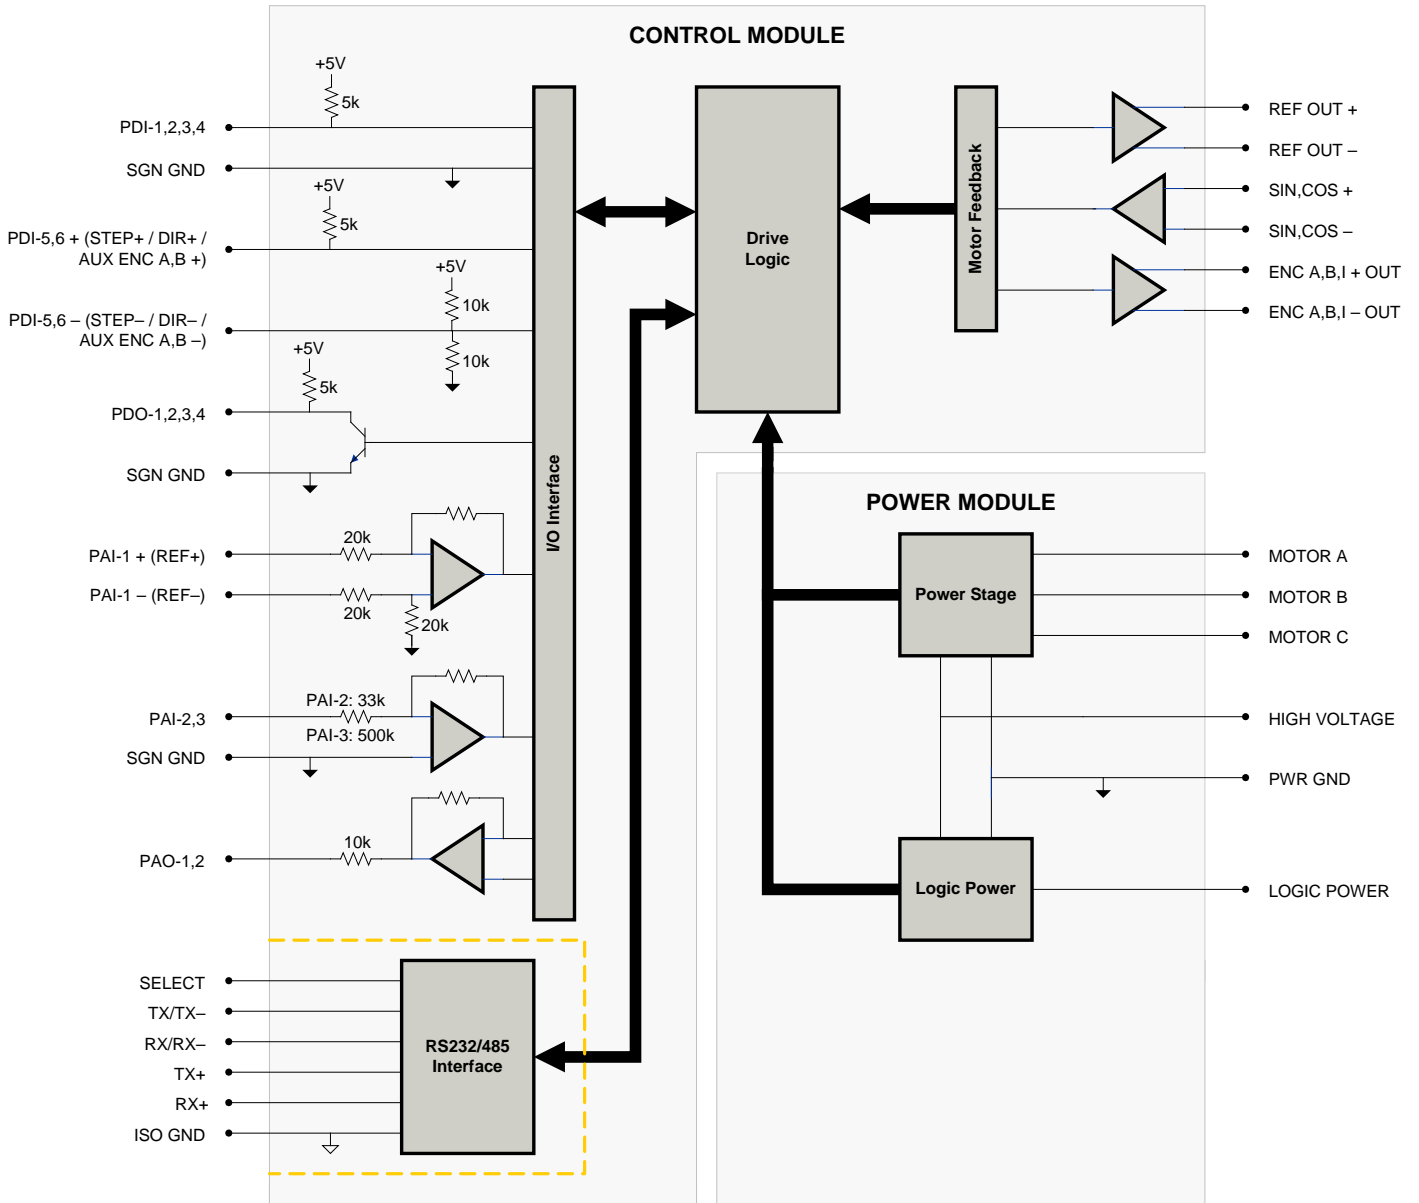 CONTROL MODULE
+5V
5k
PDI-1,2,3,4
SGN GND
+5V
5k
PDI-5,6 + (STEP+ / DIR+ /
AUX ENC A,B +)
+5V
10k
PDI-5,6 – (STEP– / DIR– /
AUX ENC A,B –)
10k
+5V
5k
PDO-1,2,3,4
SGN GND
20k
PAI-1 + (REF+)
PAI-1 – (REF–)
20k
20k
PAI-2: 33k
PAI-2,3
PAI-3: 500k
SGN GND
10k
PAO-1,2
I/O Interface
SELECT
TX/TX–
RX/RX–
TX+
RX+
ISO GND
RS232/485
Interface
Drive
Logic
Motor Feedback
REF OUT +
REF OUT –
SIN,COS +
SIN,COS –
ENC A,B,I + OUT
ENC A,B,I – OUT
POWER MODULE
Power Stage
MOTOR A
MOTOR B
MOTOR C
HIGH VOLTAGE
PWR GND
Logic Power
LOGIC POWER